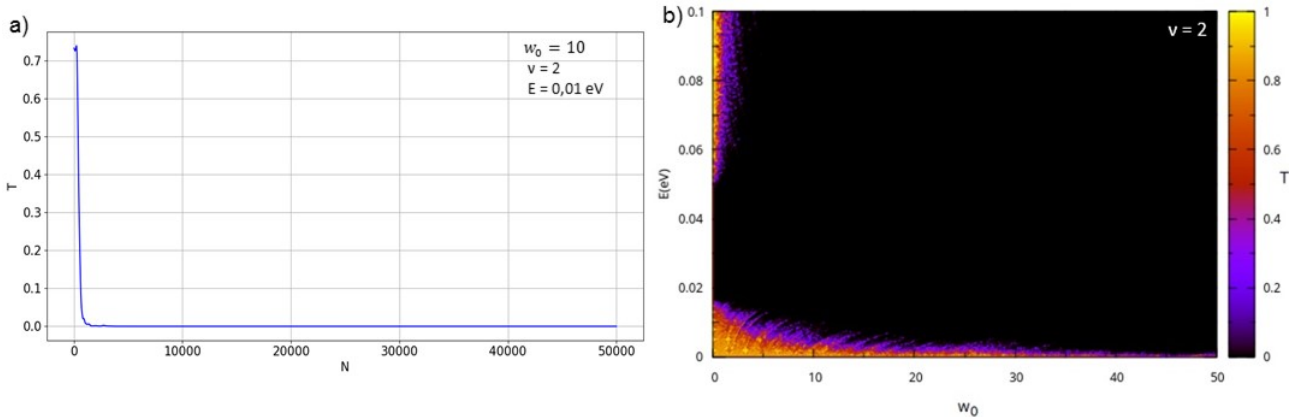 a)
w₀ = 10
v = 2
E = 0,01 eV
0.7
0.6
0.5
0.4
0.3
0.2
0.1
0.0
T
0
10000
20000
30000
40000
50000
N
b)
v = 2
0.1
0.08
0.06
0.04
0.02
0
E(eV)
0
10
20
30
40
50
w₀
1
0.8
0.6
0.4
0.2
0
T